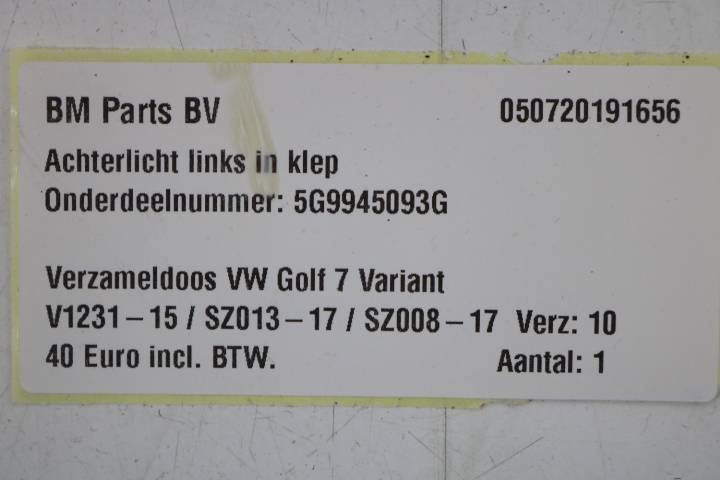 BM Parts BV 050720191656
Achterlicht links in klep
Onderdeelnummer: 5G9945093G
Verzameldoos VW Golf 7 Variant
V1231-15 / SZ013-17 / SZ008-17 Verz: 10
40 Euro incl. BTW. Aantal: 1